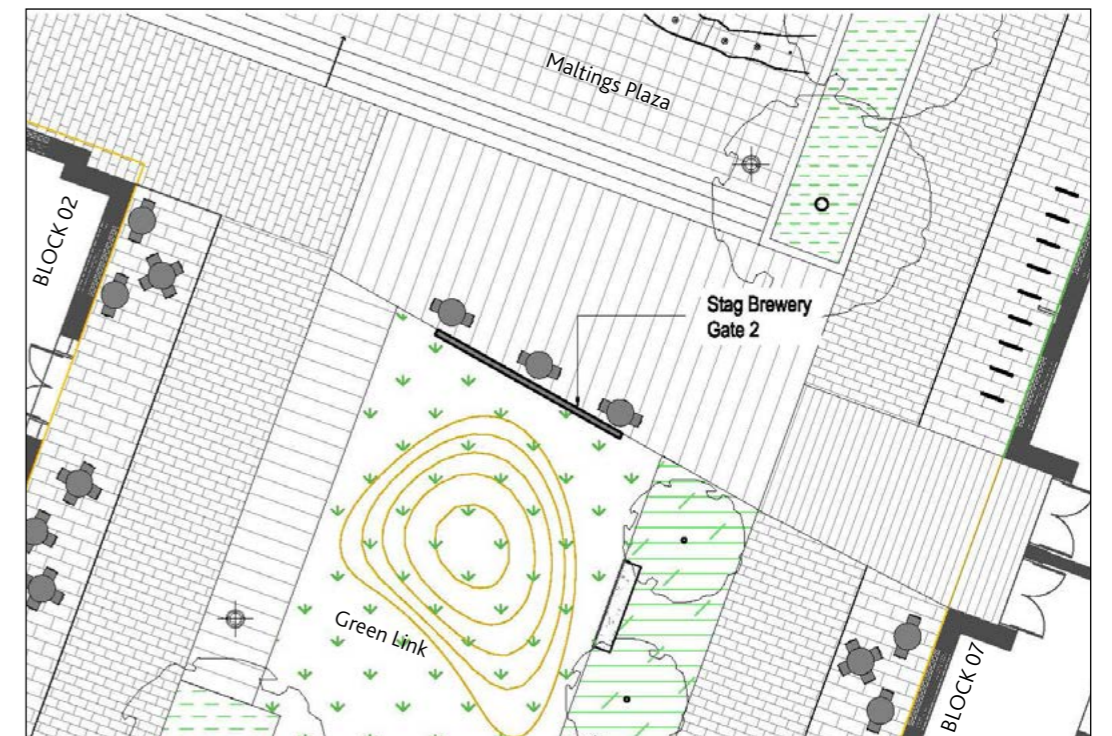 Maltings Plaza
BLOCK 02
Stag Brewery
Gate 2
Green Link
BLOCK 07